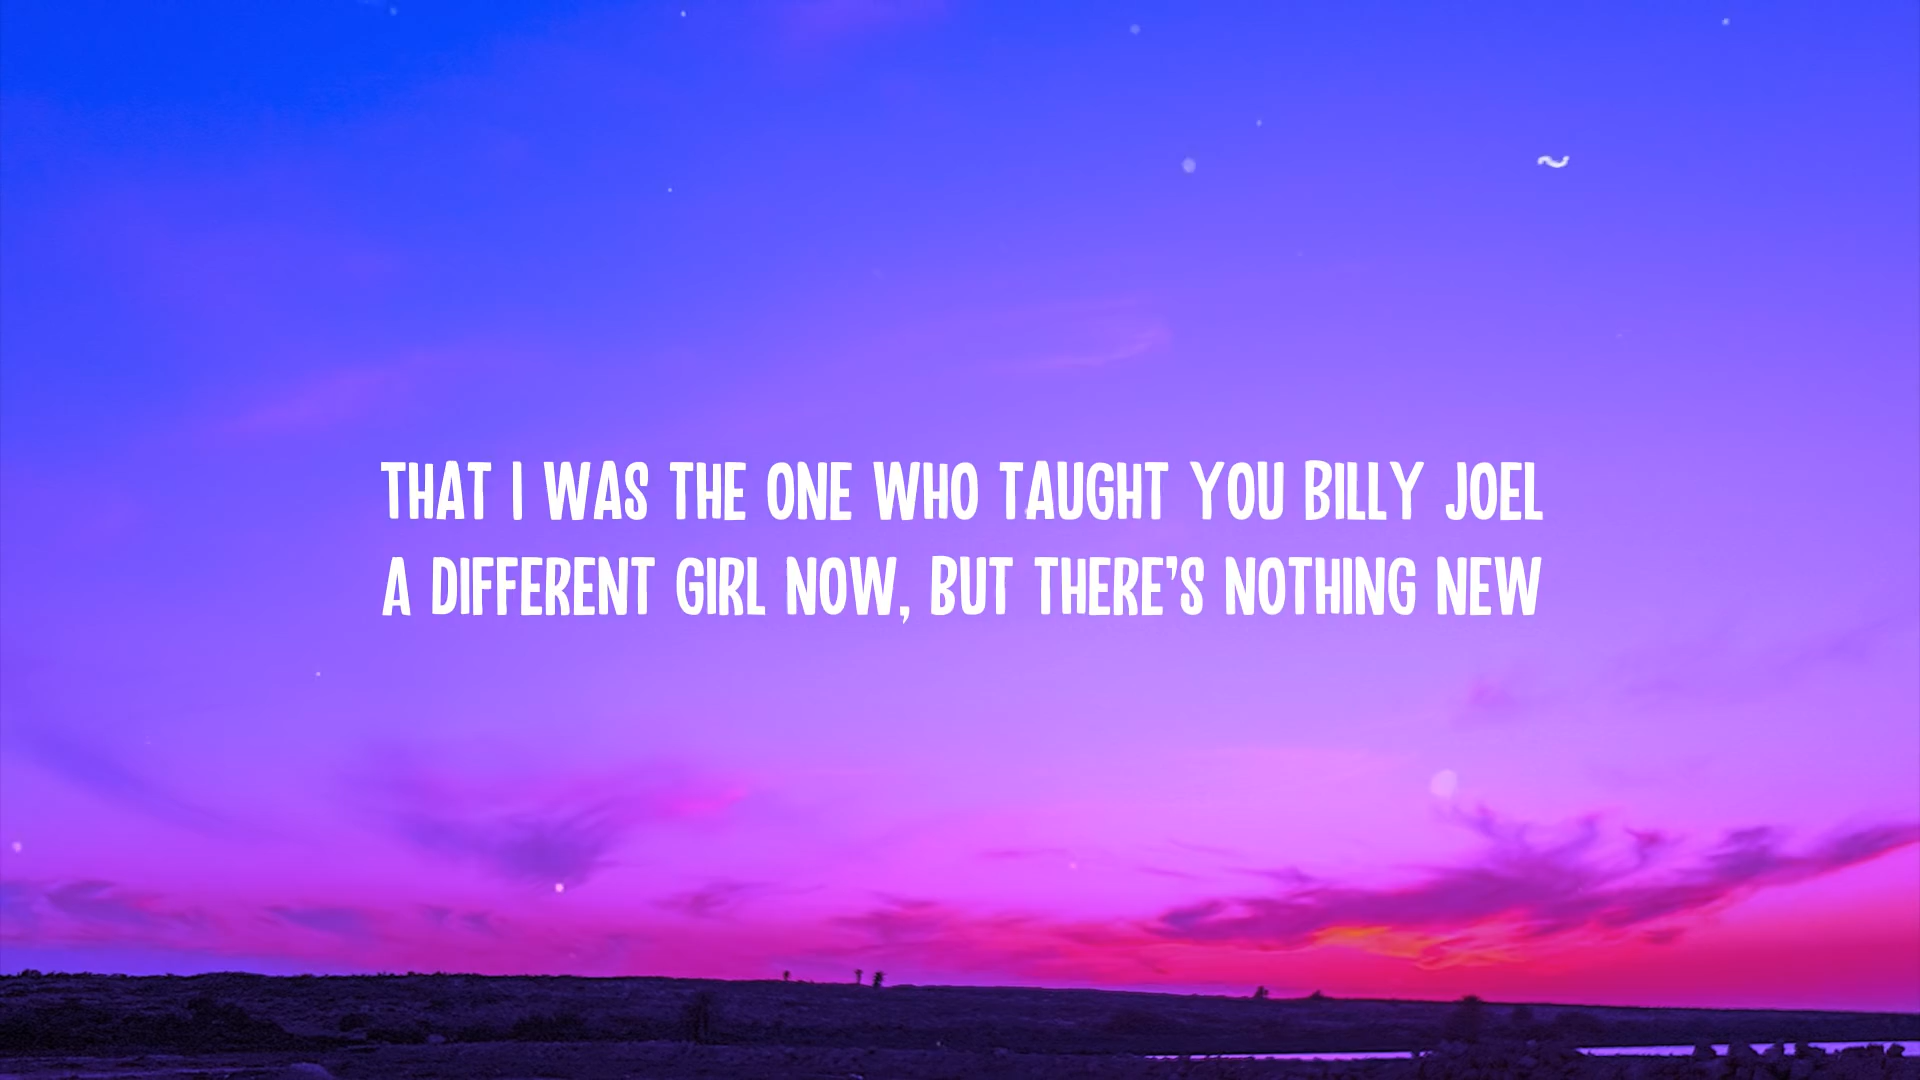 THAT I WAS THE ONE WHO TAUGHT YOU BILLY JOEL
A DIFFERENT GIRL NOW, BUT THERE'S NOTHING NEW